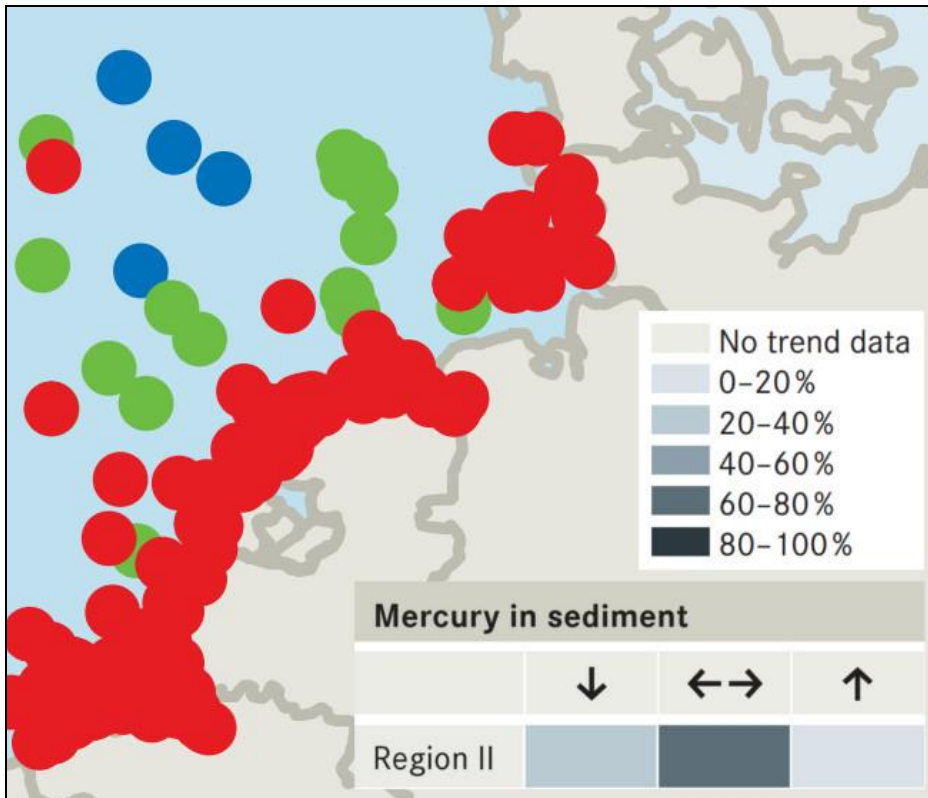 No trend data
0–20%
20–40%
40–60%
60–80%
80–100%
Mercury in sediment
↓ ←→ ↑
Region II